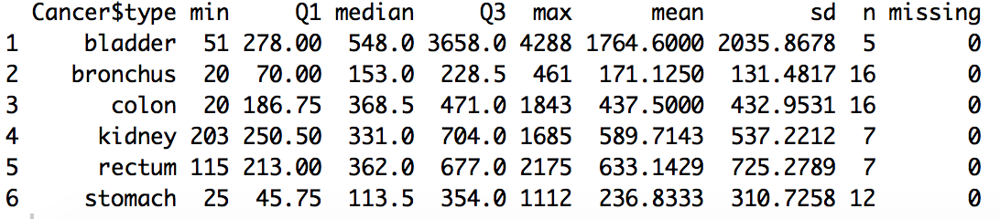 Cancer$type min Q1 median Q3 max mean sd n missing
1 bladder 51 278.00 548.0 3658.0 4288 1764.6000 2035.8678 5 0
2 bronchus 20 70.00 153.0 228.5 461 171.1250 131.4817 16 0
3 colon 20 186.75 368.5 471.0 1843 437.5000 432.9531 16 0
4 kidney 203 250.50 331.0 704.0 1685 589.7143 537.2212 7 0
5 rectum 115 213.00 362.0 677.0 2175 633.1429 725.2789 7 0
6 stomach 25 45.75 113.5 354.0 1112 236.8333 310.7258 12 0